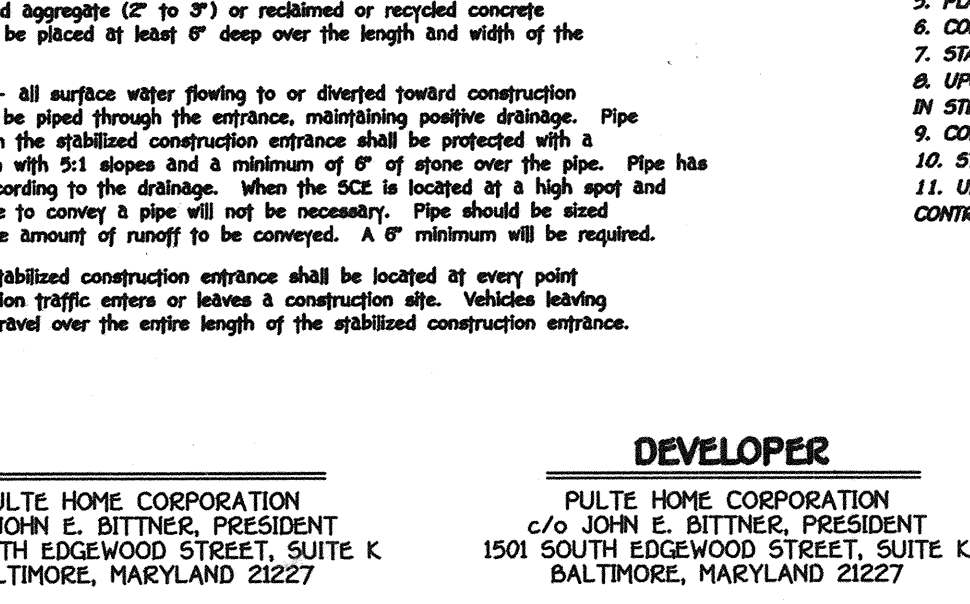 d aggregate (2" to 3") or reclaimed or recycled concrete
be placed at least 6" deep over the length and width of the
- all surface water flowing to or diverted toward construction
be piped through the entrance, maintaining positive drainage. Pipe
the stabilized construction entrance shall be protected with a
with 5:1 slopes and a minimum of 6" of stone over the pipe. Pipe has
cording to the drainage. When the SCE is located at a high spot and
e to convey a pipe will not be necessary. Pipe should be sized
e amount of runoff to be conveyed. A 6" minimum will be required.
tabilized construction entrance shall be located at every point
ion traffic enters or leaves a construction site. Vehicles leaving
ravel over the entire length of the stabilized construction entrance.
6. CO
7. STA
8. UP
IN STE
9. CO
10. S
11. U
CONTR
ULTE HOME CORPORATION
JOHN E. BITTNER, PRESIDENT
TH EDGEWOOD STREET, SUITE K
LTIMORE, MARYLAND 21227
DEVELOPER
PULTE HOME CORPORATION
c/o JOHN E. BITTNER, PRESIDENT
1501 SOUTH EDGEWOOD STREET, SUITE K
BALTIMORE, MARYLAND 21227